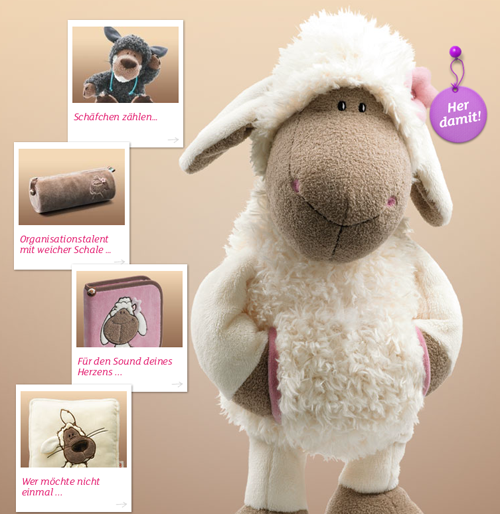 Schäfchen zählen...
Her
damit!
Organisationstalent
mit weicher Schale ...
Für den Sound deines
Herzens ...
Wer möchte nicht
einmal ...